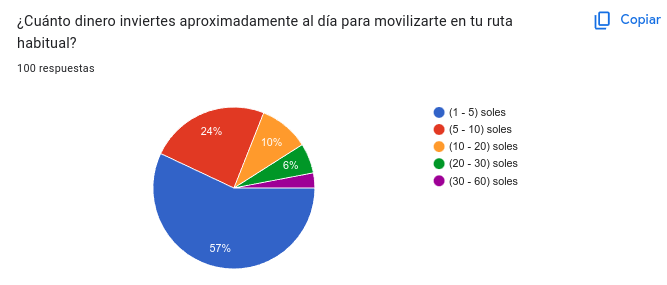 ¿Cuánto dinero inviertes aproximadamente al día para movilizarte en tu ruta
habitual?
Copiar
100 respuestas
24%
10%
6%
57%
(1 - 5) soles
(5 - 10) soles
(10 - 20) soles
(20 - 30) soles
(30 - 60) soles